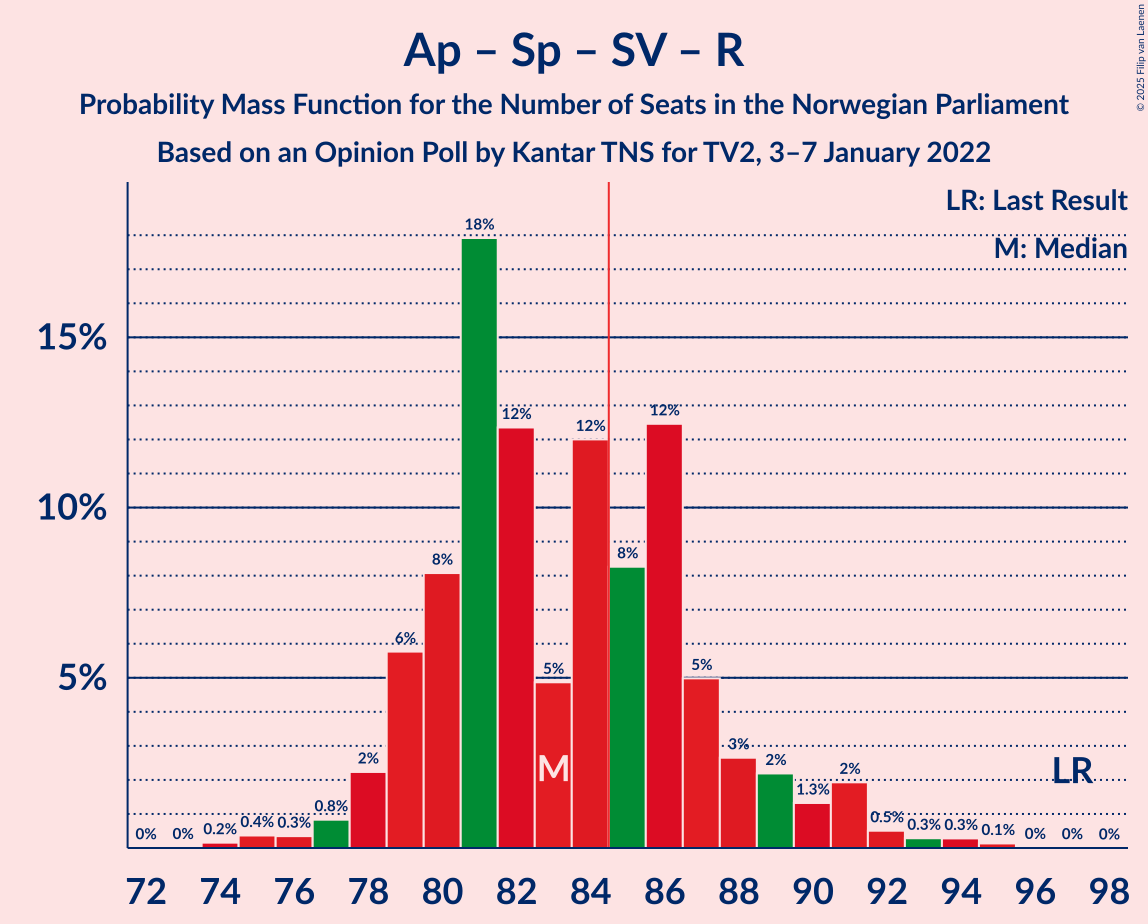 Ap – Sp – SV – R
Probability Mass Function for the Number of Seats in the Norwegian Parliament
Based on an Opinion Poll by Kantar TNS for TV2, 3–7 January 2022
© 2025 Filip van Laenen
LR: Last Result
M: Median
15%
10%
5%
0% 0% 0.2% 0.4% 0.3% 0.8% 2% 6% 8% 18% 12% 5% 12% 8% 12% 5% 3% 2% 1.3% 2% 0.5% 0.3% 0.3% 0.1% 0% 0% 0%
M
LR
72 74 76 78 80 82 84 86 88 90 92 94 96 98